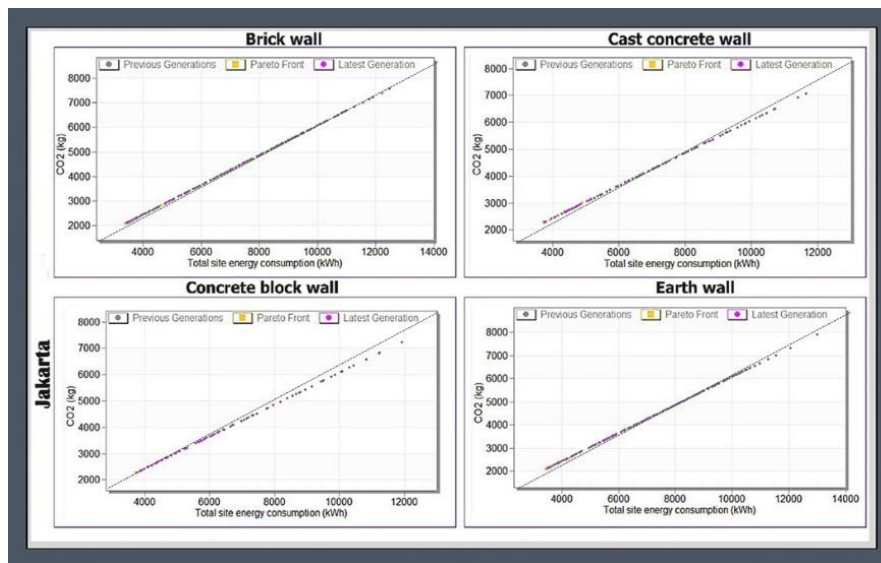 Brick wall
Previous Generations Pareto Front Latest Generation
8000
7000
6000
5000
4000
3000
2000
CO2 (kg)
4000 6000 8000 10000 12000 14000
Total site energy consumption (kWh)
Cast concrete wall
Previous Generations Pareto Front Latest Generation
8000
7000
6000
5000
4000
3000
2000
CO2 (kg)
4000 6000 8000 10000 12000
Total site energy consumption (kWh)
Jakarta
Concrete block wall
Previous Generations Pareto Front Latest Generation
8000
7000
6000
5000
4000
3000
2000
CO2 (kg)
4000 6000 8000 10000 12000
Total site energy consumption (kWh)
Earth wall
Previous Generations Pareto Front Latest Generation
8000
7000
6000
5000
4000
3000
2000
CO2 (kg)
4000 6000 8000 10000 12000 14000
Total site energy consumption (kWh)